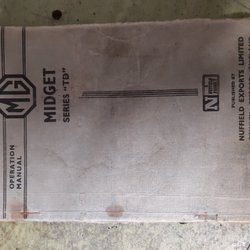 MG
OPERATION
MANUAL
MIDGET
SERIES "TD"
N
PUBLISHED BY
NUFFIELD EXPORTS LIMITED